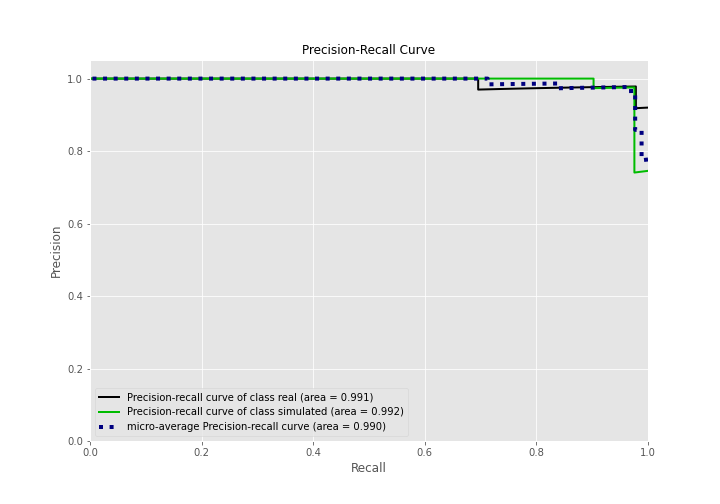 Precision-Recall Curve
1.0
0.8
0.6
0.4
0.2
0.0
Precision
Precision-recall curve of class real (area = 0.991)
Precision-recall curve of class simulated (area = 0.992)
micro-average Precision-recall curve (area = 0.990)
0.0 0.2 0.4 0.6 0.8 1.0
Recall